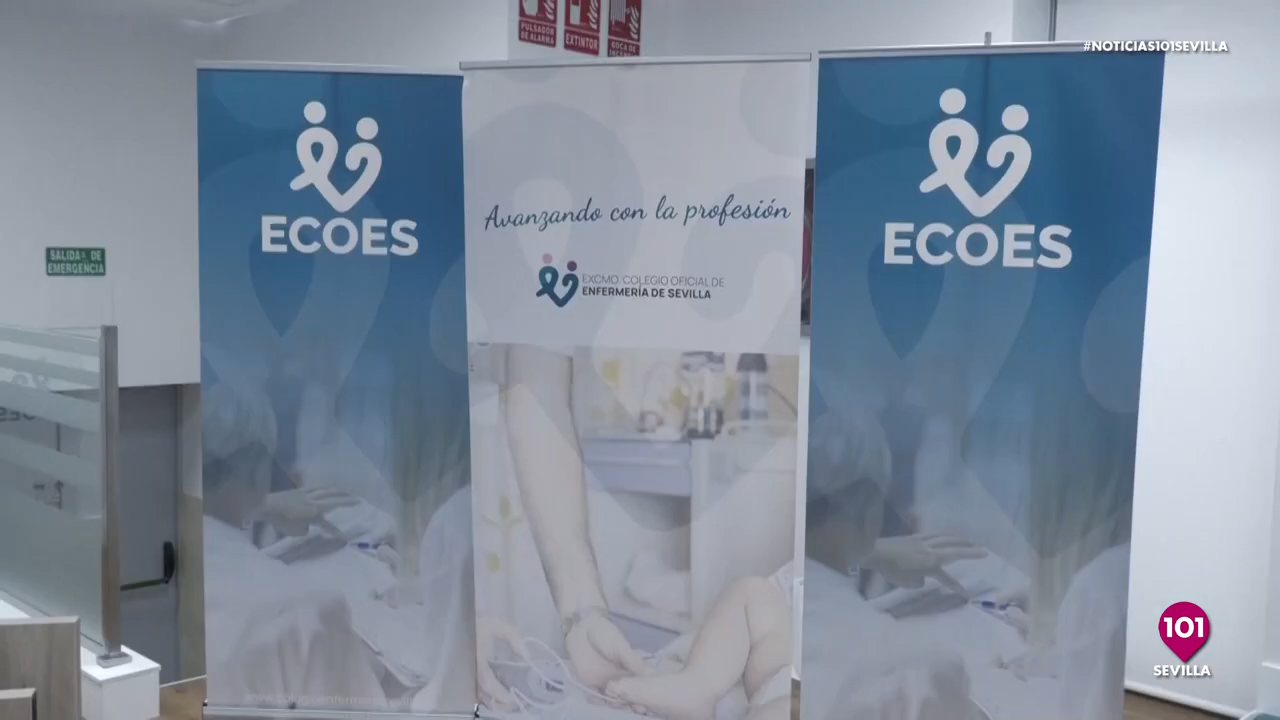 PULSADOR
DE ALARMA
EXTINTOR
BOCA DE
#NOTICIAS101SEVILLA
ECOES
Avanzando con la profesión
EXCMO. COLEGIO OFICIAL DE
ENFERMERÍA DE SEVILLA
ECOES
SALIDA DE
EMERGENCIA
101
SEVILLA